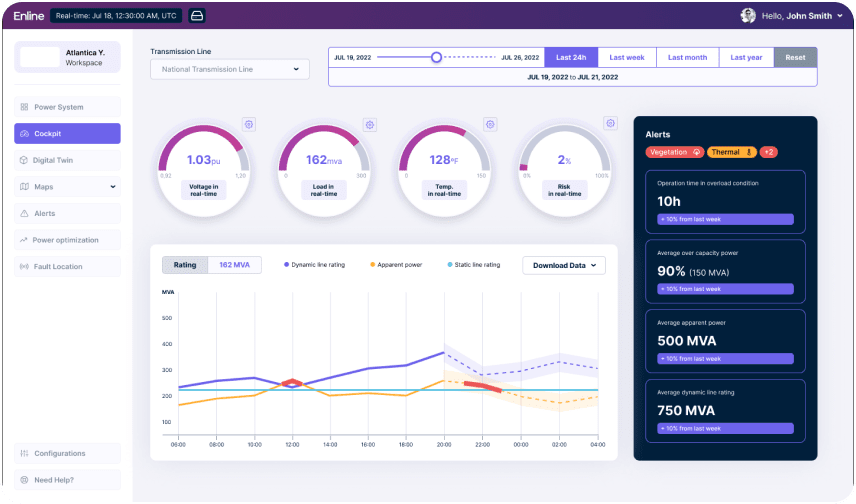 Enline
Real-time: Jul 18, 12:30:00 AM, UTC
Hello, John Smith
Atlantica Y.
Workspace
Power System
Cockpit
Digital Twin
Maps
Alerts
Power optimization
Fault Location
Configurations
Need Help?
Transmission Line
National Transmission Line
JUL 19, 2022
JUL 26, 2022
Last 24h
Last week
Last month
Last year
Reset
JUL 19, 2022 to JUL 21, 2022
1.03pu
0,92
1,20
Voltage in
real-time
162mva
0
300
Load in
real-time
128°F
0
150
Temp.
in real-time
2%
0%
100%
Risk
in real-time
Rating
162 MVA
Dynamic line rating
Apparent power
Static line rating
Download Data
MVA
500
400
300
200
100
06:00
08:00
10:00
12:00
14:00
16:00
18:00
20:00
22:00
00:00
02:00
04:00
Alerts
Vegetation
Thermal
+2
Operation time in overload condition
10h
+ 10% from last week
Average over capacity power
90% (150 MVA)
+ 10% from last week
Average apparent power
500 MVA
+ 10% from last week
Average dynamic line rating
750 MVA
+ 10% from last week